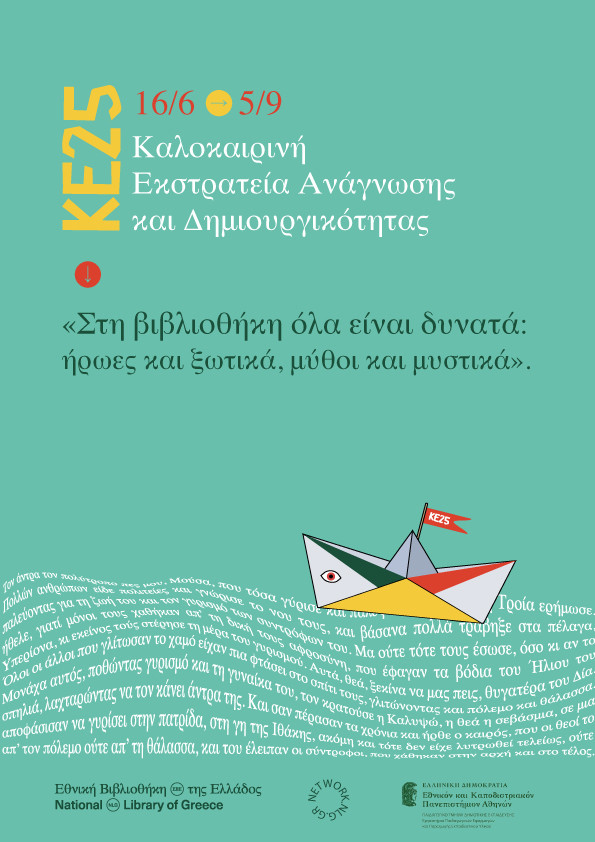 ΚΕ25
16/6 → 5/9
Καλοκαιρινή
Εκστρατεία Ανάγνωσης
και Δημιουργικότητας
↓
«Στη βιβλιοθήκη όλα είναι δυνατά:
ήρωες και ξωτικά, μύθοι και μυστικά».
ΚΕ25
Τον άντρα τον πολύτροπο πες μου, Μούσα, που τόσα γύρισε και πάλι Τροία ερήμωσε.
Πολλών ανθρώπων είδε πολιτείες και γνώρισε το νου τους, και βάσανα πολλά τράβηξε στα πέλαγα,
παλεύοντας για τη ζωή του και τον γυρισμό των συντρόφων του. Μα ούτε τότε τους έσωσε, όσο κι αν το
ήθελε, γιατί μόνοι τους χάθηκαν απ' τη δική τους αφροσύνη, που έφαγαν τα βόδια του Ήλιου του
Υπερίονα, κι εκείνος τούς στέρησε τη μέρα του γυρισμού. Αυτά, θεά, ξεκίνα να μας πεις, θυγατέρα του Δία.
Όλοι οι άλλοι που γλίτωσαν το χαμό είχαν πια φτάσει στο σπίτι τους, γλιτώνοντας και πόλεμο και θάλασσα.
Μονάχα αυτός, ποθώντας γυρισμό και τη γυναίκα του, τον κρατούσε η Καλυψώ, η θεά η σεβάσμια, σε μια
σπηλιά, λαχταρώντας να τον κάνει άντρα της. Και σαν πέρασαν τα χρόνια και ήρθε ο καιρός, που οι θεοί το
αποφάσισαν να γυρίσει στην πατρίδα, στη γη της Ιθάκης, ακόμη και τότε δεν είχε λυτρωθεί τελείως, ούτε
απ' τον πόλεμο ούτε απ' τη θάλασσα, και του έλειπαν οι σύντροφοι, που χάθηκαν στην αρχή και στο τέλος.
Εθνική Βιβλιοθήκη ΕΒΕ της Ελλάδος
National NLG Library of Greece
NETWORK.NLG.GR
ΕΛΛΗΝΙΚΗ ΔΗΜΟΚΡΑΤΙΑ
Εθνικόν και Καποδιστριακόν
Πανεπιστήμιον Αθηνών